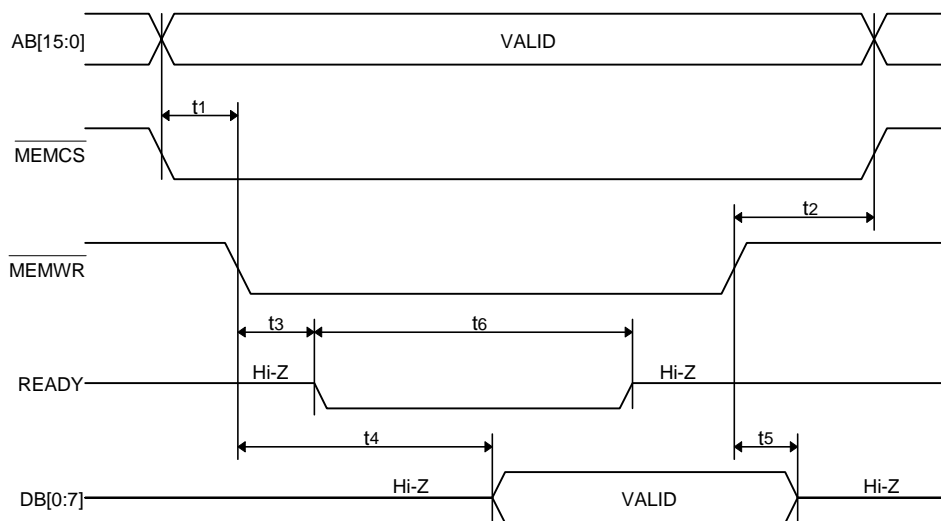 AB[15:0]
VALID
t1
MEMCS
t2
MEMWR
t3
t6
READY
Hi-Z
Hi-Z
t4
t5
DB[0:7]
Hi-Z
VALID
Hi-Z